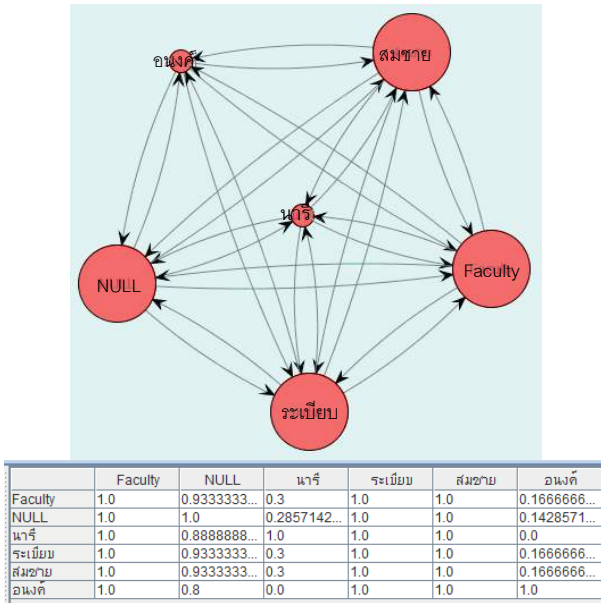 อนงค์
สมชาย
นารี
NULL
Faculty
ระเบียบ
Faculty NULL นารี ระเบียบ สมชาย อนงค์
Faculty 1.0 0.9333333... 0.3 1.0 1.0 0.1666666...
NULL 1.0 1.0 0.2857142... 1.0 1.0 0.1428571...
นารี 1.0 0.8888888... 1.0 1.0 1.0 0.0
ระเบียบ 1.0 0.9333333... 0.3 1.0 1.0 0.1666666...
สมชาย 1.0 0.9333333... 0.3 1.0 1.0 0.1666666...
อนงค์ 1.0 0.8 0.0 1.0 1.0 1.0